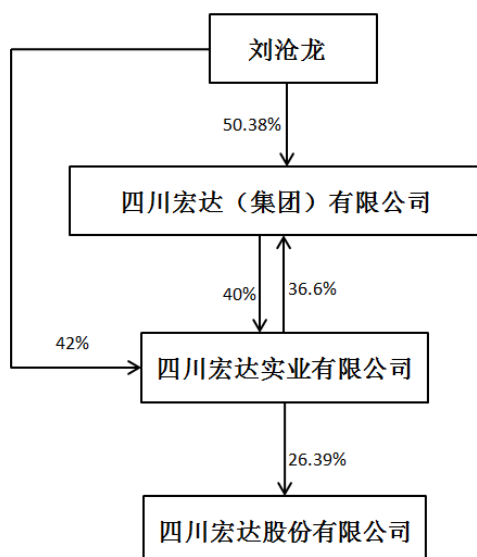 刘沧龙
50.38%
四川宏达（集团）有限公司
40%
36.6%
42%
四川宏达实业有限公司
26.39%
四川宏达股份有限公司